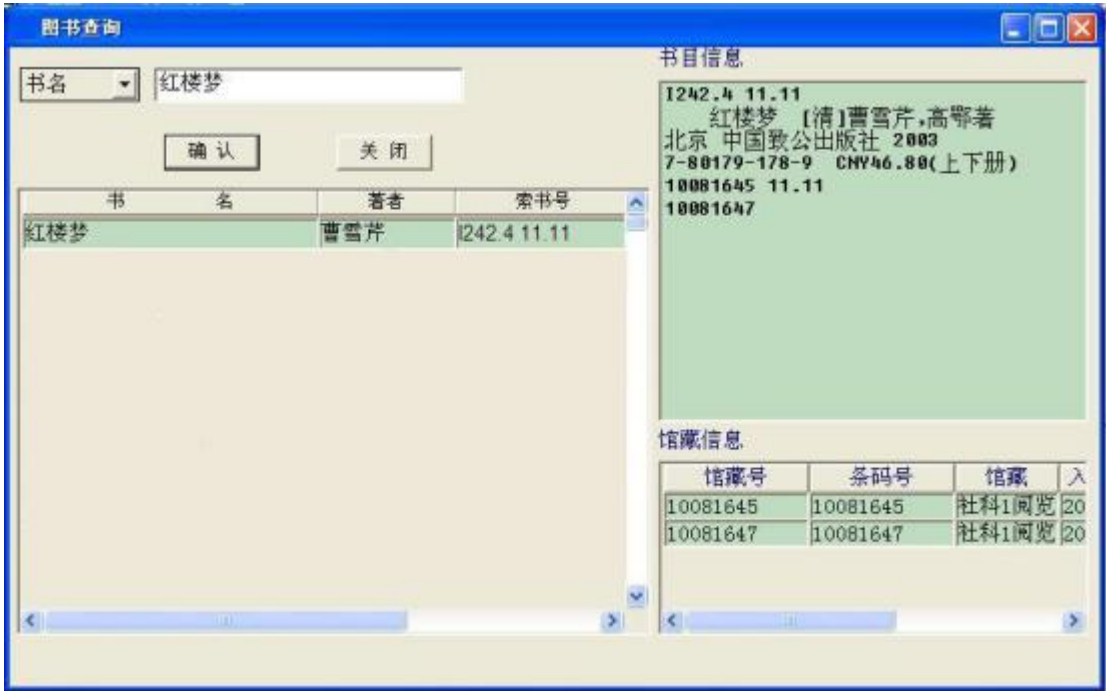 图书查询
书名 红楼梦
确认 关闭
书 名 著者 索书号
红楼梦 曹雪芹 I242.4 11.11
书目信息
I242.4 11.11
红楼梦 [清]曹雪芹,高鄂著
北京 中国致公出版社 2003
7-80179-178-9 CNY46.80(上下册)
10081645 11.11
10081647
馆藏信息
馆藏号 条码号 馆藏 入
10081645 10081645 社科1阅览 20
10081647 10081647 社科1阅览 20